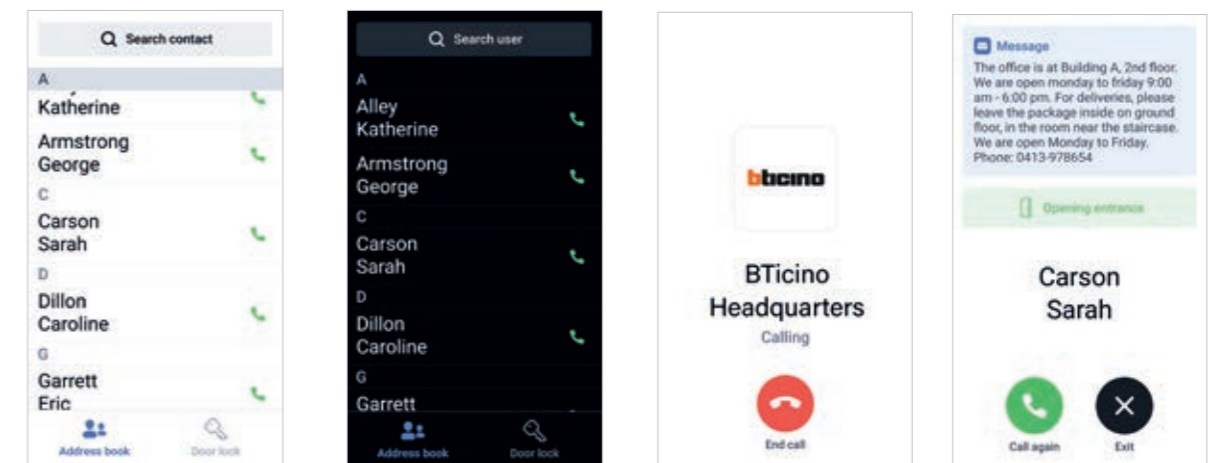 Search contact
A
Katherine
Armstrong
George
C
Carson
Sarah
D
Dillon
Caroline
G
Garrett
Eric
Address book
Door lock
Search user
A
Alley
Katherine
Armstrong
George
C
Carson
Sarah
D
Dillon
Caroline
G
Garrett
Address book
Door lock
bticino
BTicino
Headquarters
Calling
End call
Message
The office is at Building A, 2nd floor.
We are open monday to friday 9:00
am - 6:00 pm. For deliveries, please
leave the package inside on ground
floor, in the room near the staircase.
We are open Monday to Friday.
Phone: 0413-978654
Opening entrance
Carson
Sarah
Call again
Exit